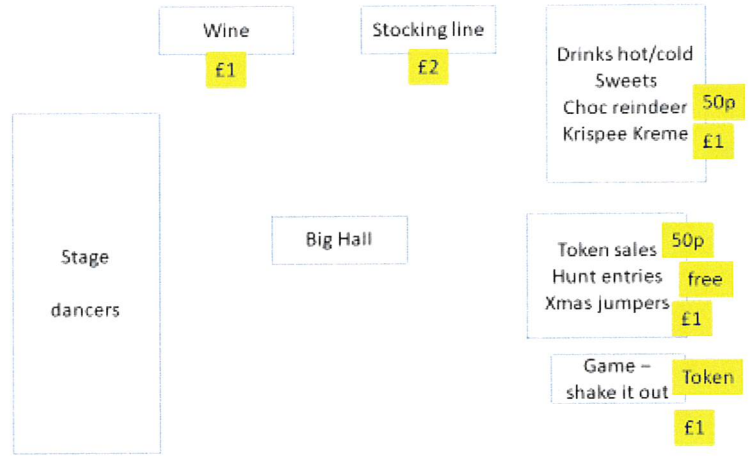 Wine
£1
Stocking line
£2
Drinks hot/cold
Sweets
Choc reindeer 50p
Krispee Kreme £1
Stage
dancers
Big Hall
Token sales 50p
Hunt entries free
Xmas jumpers
£1
Game –
shake it out Token
£1